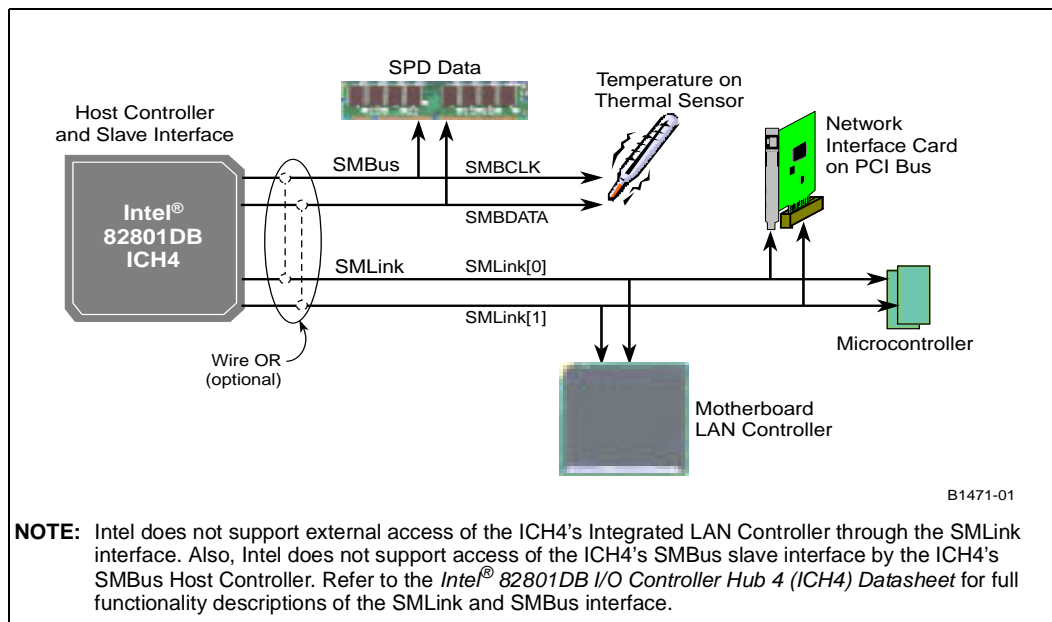 SPD Data
Temperature on
Thermal Sensor
Host Controller
and Slave Interface
Network
Interface Card
on PCI Bus
SMBus
SMBCLK
Intel®
82801DB
ICH4
SMBDATA
SMLink
SMLink[0]
SMLink[1]
Wire OR
(optional)
Microcontroller
Motherboard
LAN Controller
B1471-01
NOTE: Intel does not support external access of the ICH4's Integrated LAN Controller through the SMLink
interface. Also, Intel does not support access of the ICH4's SMBus slave interface by the ICH4's
SMBus Host Controller. Refer to the Intel® 82801DB I/O Controller Hub 4 (ICH4) Datasheet for full
functionality descriptions of the SMLink and SMBus interface.